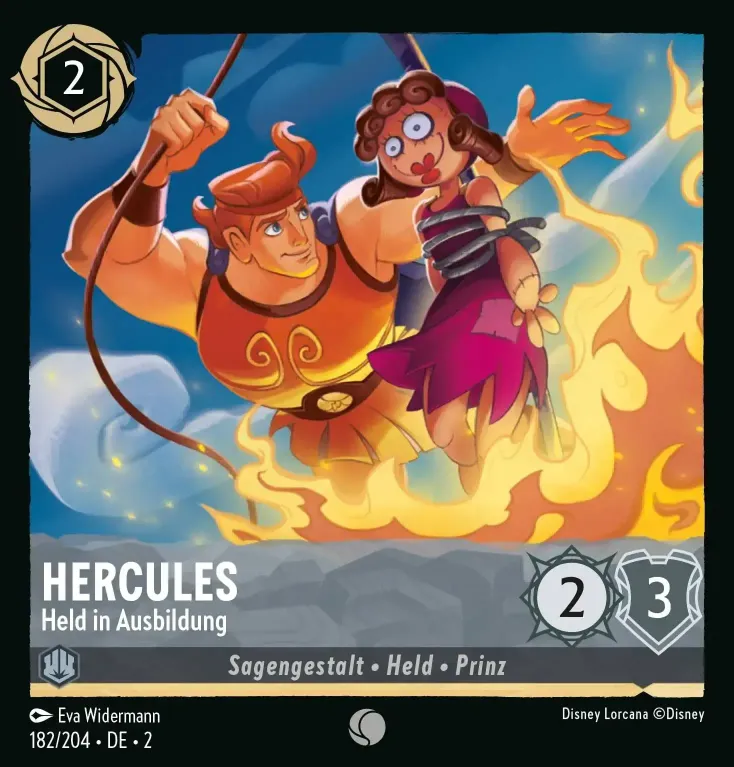 2
HERCULES
Held in Ausbildung
2 3
Sagengestalt • Held • Prinz
Eva Widermann
Disney Lorcana ©Disney
182/204 • DE • 2